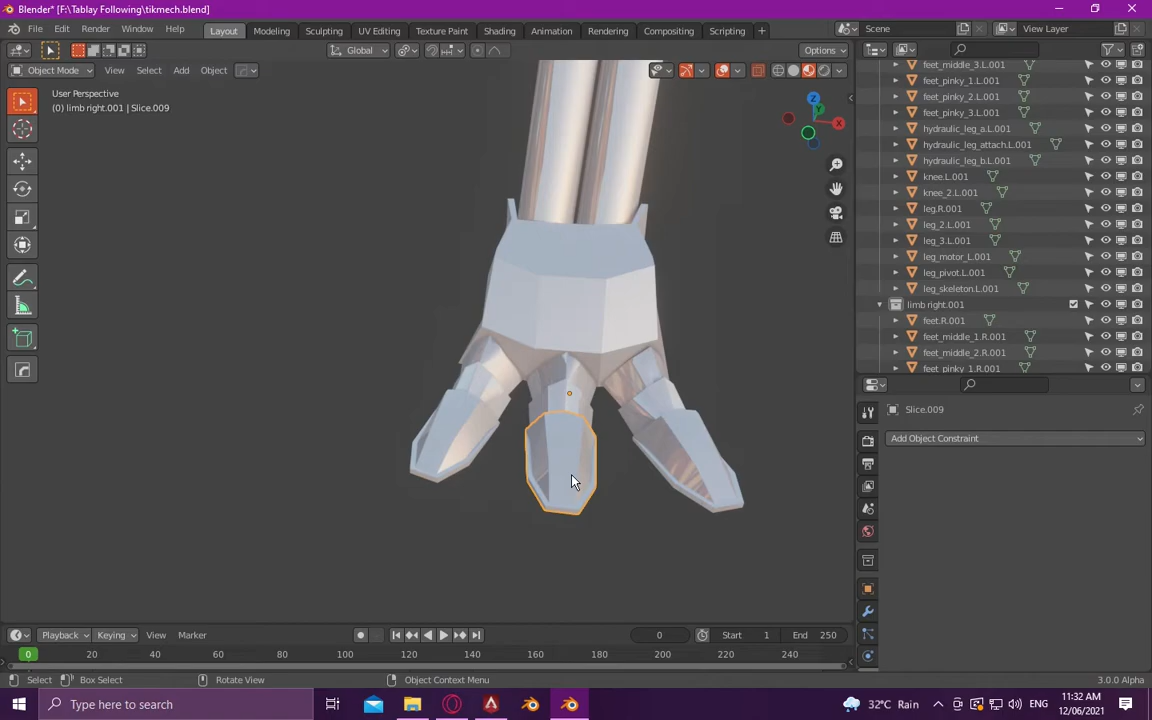 Blender* [F:\Tablay Following\tikmech.blend]
File Edit Render Window Help Layout Modeling Sculpting UV Editing Texture Paint Shading Animation Rendering Compositing Scripting + Scene View Layer
Global Options
Object Mode View Select Add Object
User Perspective
(0) limb right.001 | Slice.009
Z
Y
X
feet_middle_3.L.001
feet_pinky_1.L.001
feet_pinky_2.L.001
feet_pinky_3.L.001
hydraulic_leg_a.L.001
hydraulic_leg_attach.L.001
hydraulic_leg_b.L.001
knee.L.001
knee_2.L.001
leg.R.001
leg_2.L.001
leg_3.L.001
leg_motor_L.001
leg_pivot.L.001
leg_skeleton.L.001
limb right.001
feet.R.001
feet_middle_1.R.001
feet_middle_2.R.001
feet_pinky_1.R.001
Slice.009
Add Object Constraint
Playback Keying View Marker 0 Start 1 End 250
0 20 40 60 80 100 120 140 160 180 200 220 240
Select Box Select Rotate View Object Context Menu 3.0.0 Alpha
Type here to search 32°C Rain ENG 11:32 AM
12/06/2021